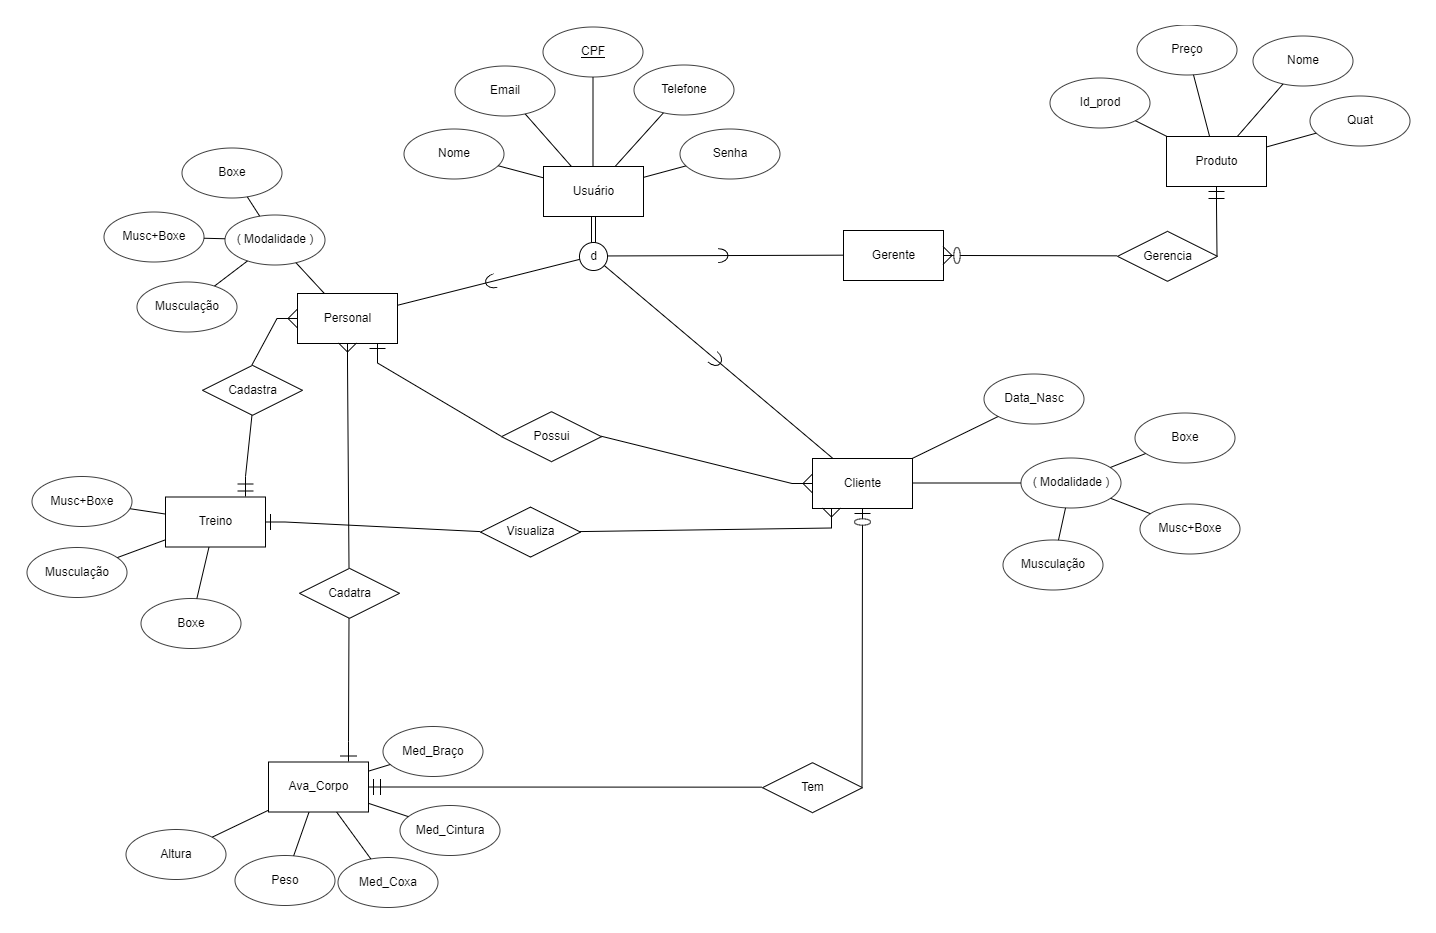 CPF
Preço
Nome
Email
Telefone
Id_prod
Quat
Nome
Senha
Produto
Boxe
Usuário
Musc+Boxe
( Modalidade )
d
Gerente
Gerencia
Musculação
Personal
Cadastra
Data_Nasc
Possui
Boxe
Cliente
( Modalidade )
Musc+Boxe
Treino
Visualiza
Musc+Boxe
Musculação
Musculação
Cadatra
Boxe
Med_Braço
Ava_Corpo
Tem
Med_Cintura
Altura
Peso
Med_Coxa